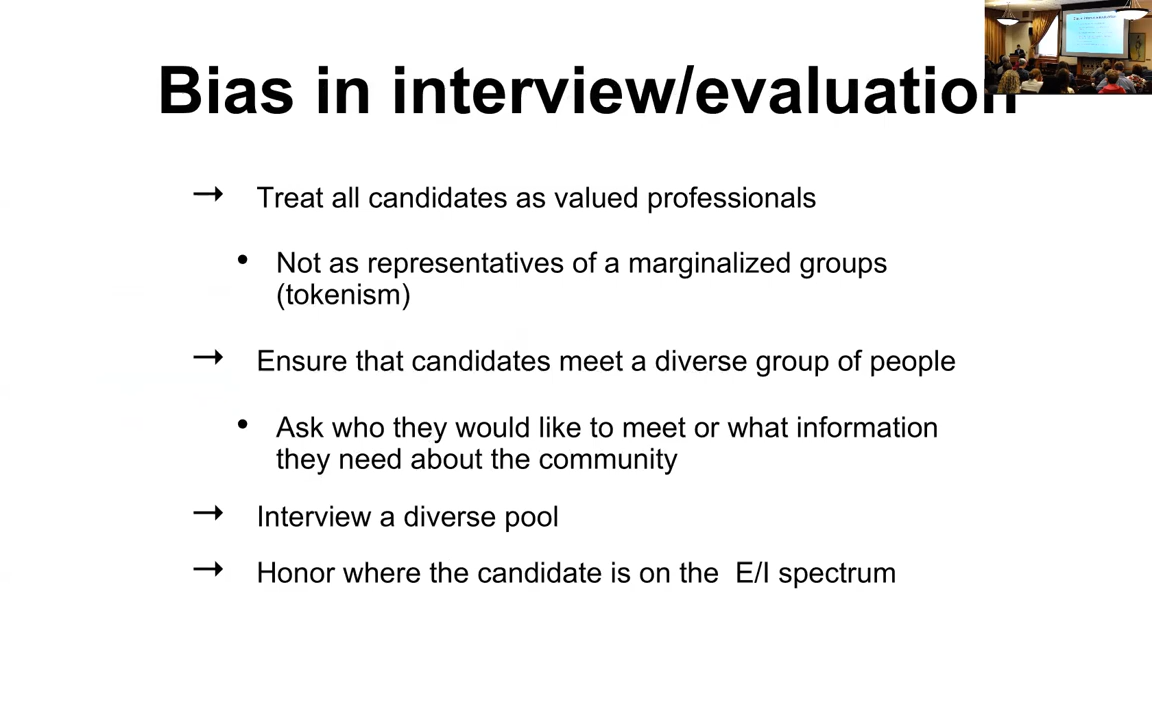 Bias in interview/evaluation
→ Treat all candidates as valued professionals
• Not as representatives of a marginalized groups
(tokenism)
→ Ensure that candidates meet a diverse group of people
• Ask who they would like to meet or what information
they need about the community
→ Interview a diverse pool
→ Honor where the candidate is on the  E/I spectrum